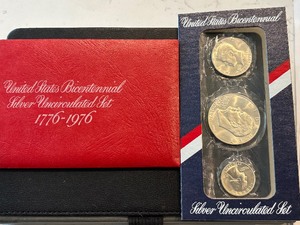 United States Bicentennial
Silver Uncirculated Set
1776-1976
United States Bicentennial
Silver Uncirculated Set